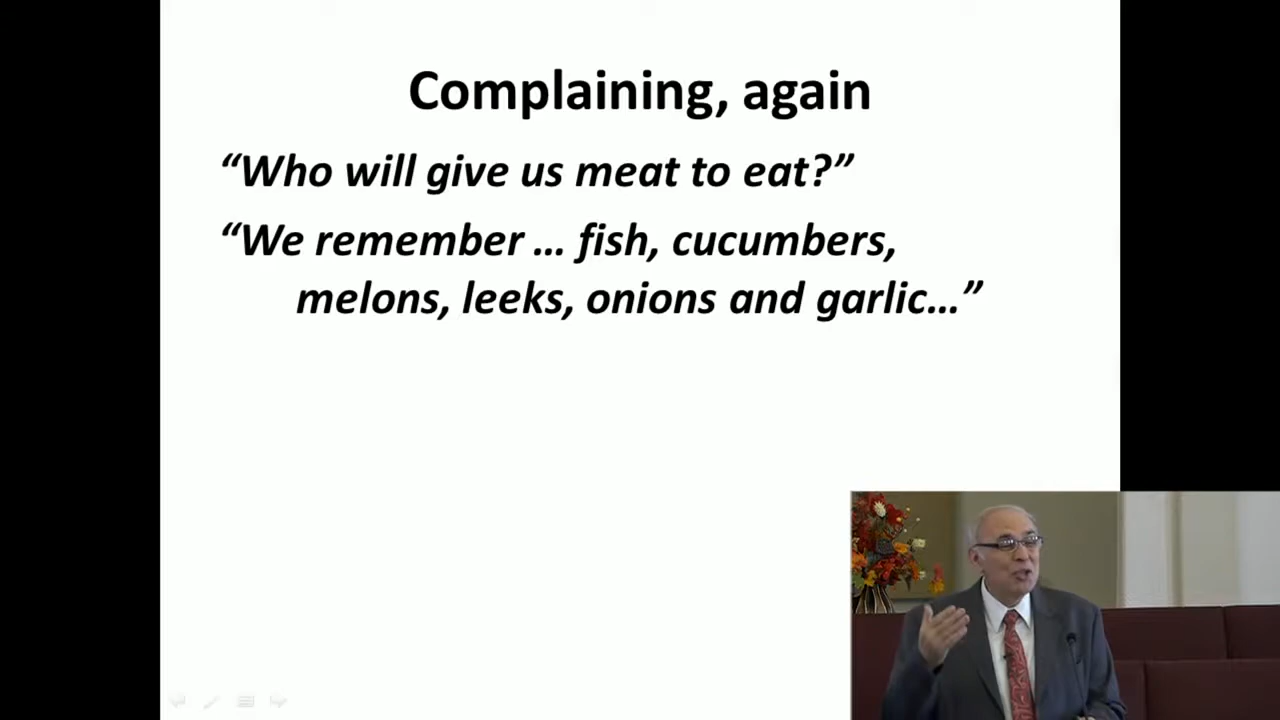 Complaining, again
“Who will give us meat to eat?”
“We remember … fish, cucumbers,
melons, leeks, onions and garlic…”